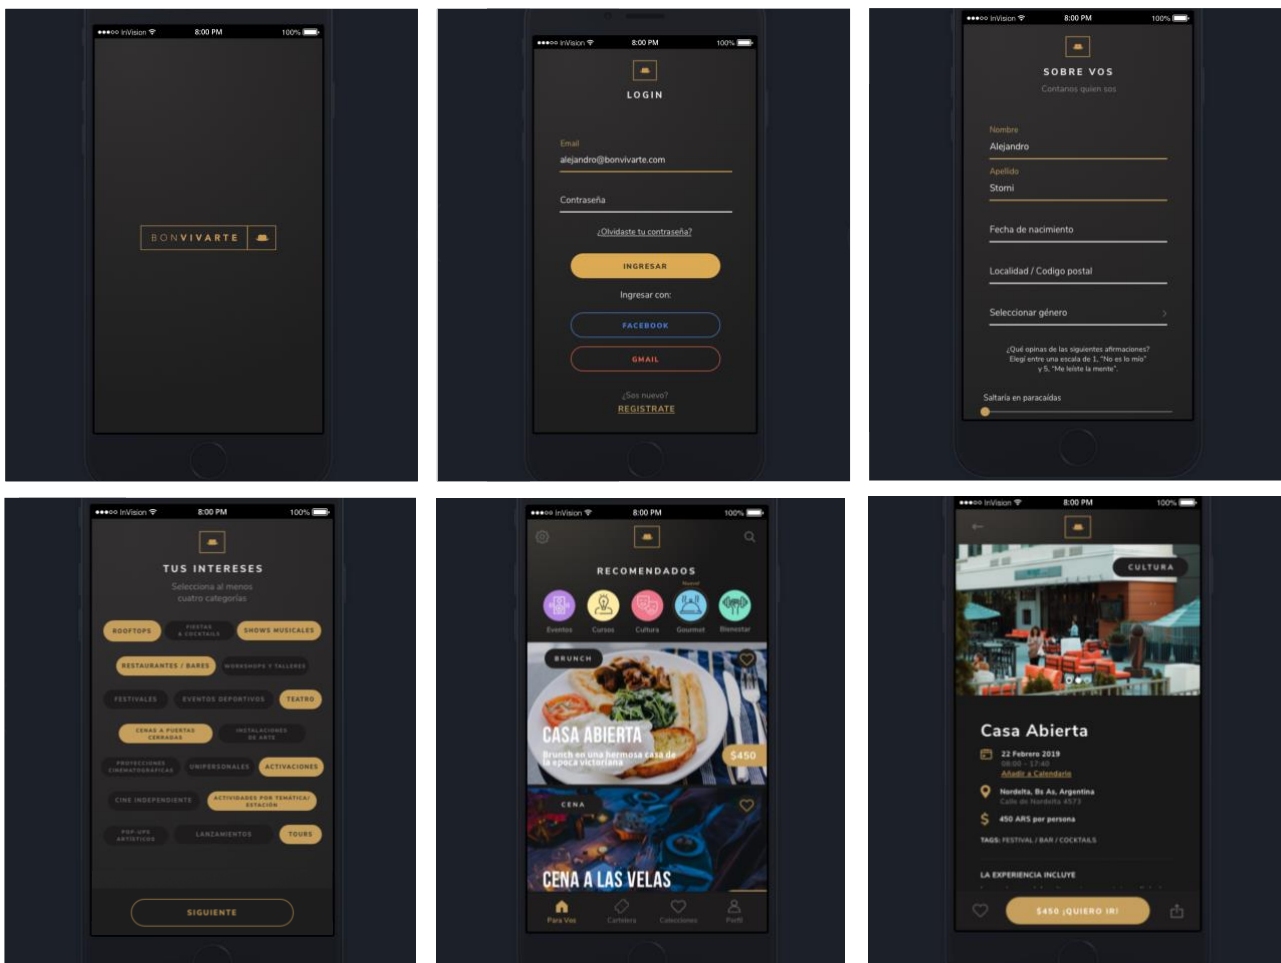 InVision 8:00 PM 100%
BONVIVARTE
InVision 8:00 PM 100%
LOGIN
Email
alejandro@bonvivarte.com
Contraseña
¿Olvidaste tu contraseña?
INGRESAR
Ingresar con:
FACEBOOK
GMAIL
¿Sos nuevo?
REGISTRATE
InVision 8:00 PM 100%
SOBRE VOS
Contanos quien sos
Nombre
Alejandro
Apellido
Stomi
Fecha de nacimiento
Localidad / Codigo postal
Seleccionar género
¿Qué opinas de las siguientes afirmaciones?
Elegí entre una escala de 1, "No es lo mío"
y 5, "Me leíste la mente".
Saltaría en paracaídas
InVision 8:00 PM 100%
TUS INTERESES
Selecciona al menos
cuatro categorías
ROOFTOPS
FIESTAS
& COCKTAILS
SHOWS MUSICALES
RESTAURANTES / BARES
WORKSHOPS Y TALLERES
FESTIVALES
EVENTOS DEPORTIVOS
TEATRO
CENAS A PUERTAS
CERRADAS
INSTALACIONES
DE ARTE
PROYECCIONES
CINEMATOGRÁFICAS
UNIPERSONALES
ACTIVACIONES
CINE INDEPENDIENTE
ACTIVIDADES POR TEMÁTICA/
ESTACIÓN
POP-UPS
ARTÍSTICOS
LANZAMIENTOS
TOURS
SIGUIENTE
InVision 8:00 PM 100%
RECOMENDADOS
Nuevo!
Eventos Cursos Cultura Gourmet Bienestar
BRUNCH
CASA ABIERTA
Brunch en una hermosa casa de
la epoca victoriana
$450
CENA
CENA A LAS VELAS
Para Vos Cartelera Colecciones Perfil
InVision 8:00 PM 100%
CULTURA
Casa Abierta
22 Febrero 2019
08:00 - 17:40
Añadir a Calendario
Nordelta, Bs As, Argentina
Calle de Nordelta 4573
$ 450 ARS por persona
TAGS: FESTIVAL / BAR / COCKTAILS
LA EXPERIENCIA INCLUYE
$450 ¡QUIERO IR!